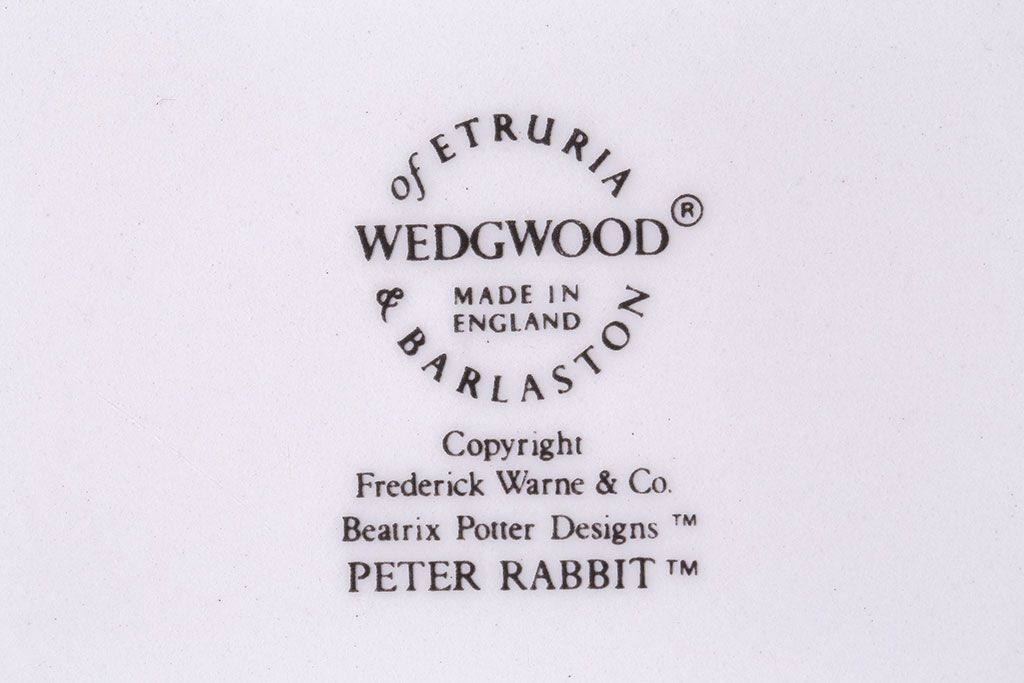 of ETRURIA
WEDGWOOD®
MADE IN
ENGLAND
& BARLASTON
Copyright
Frederick Warne & Co.
Beatrix Potter Designs ™
PETER RABBIT ™